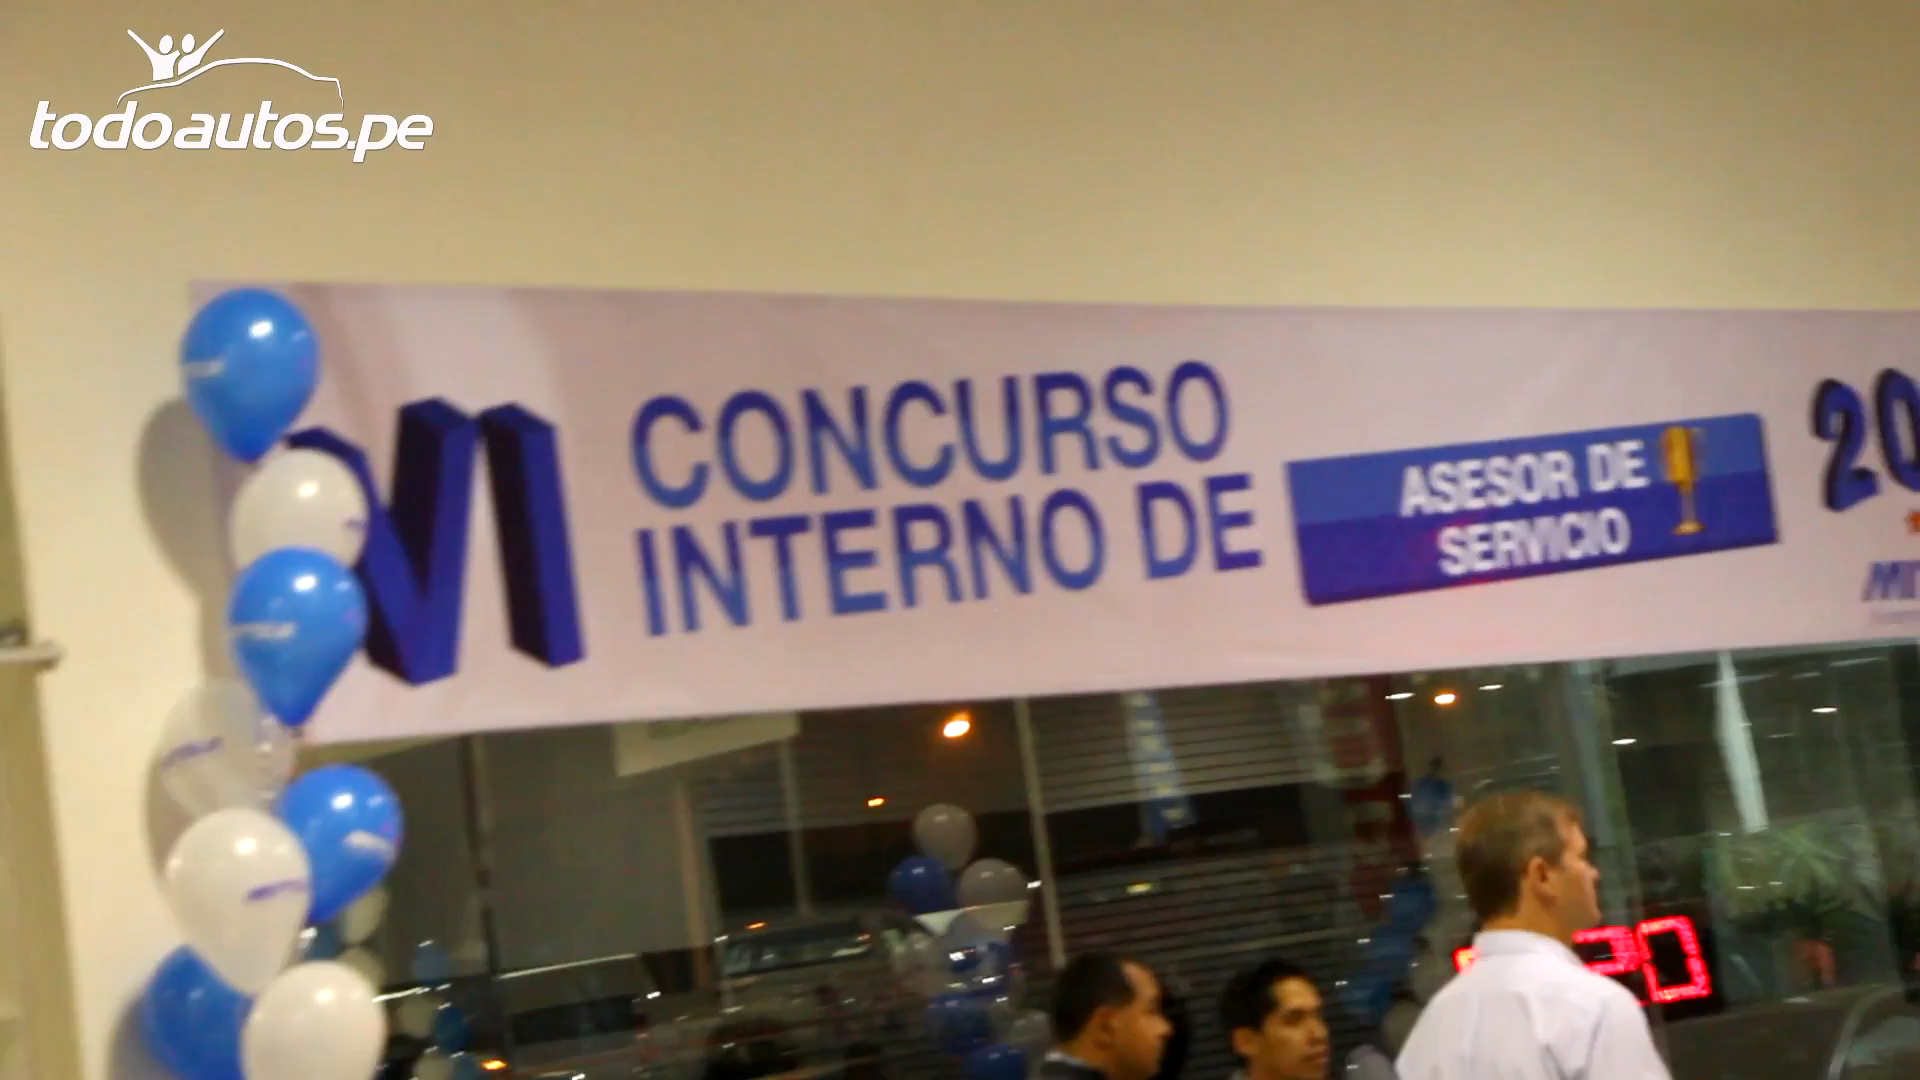 todoautos.pe
VI
CONCURSO
INTERNO DE
ASESOR DE
SERVICIO